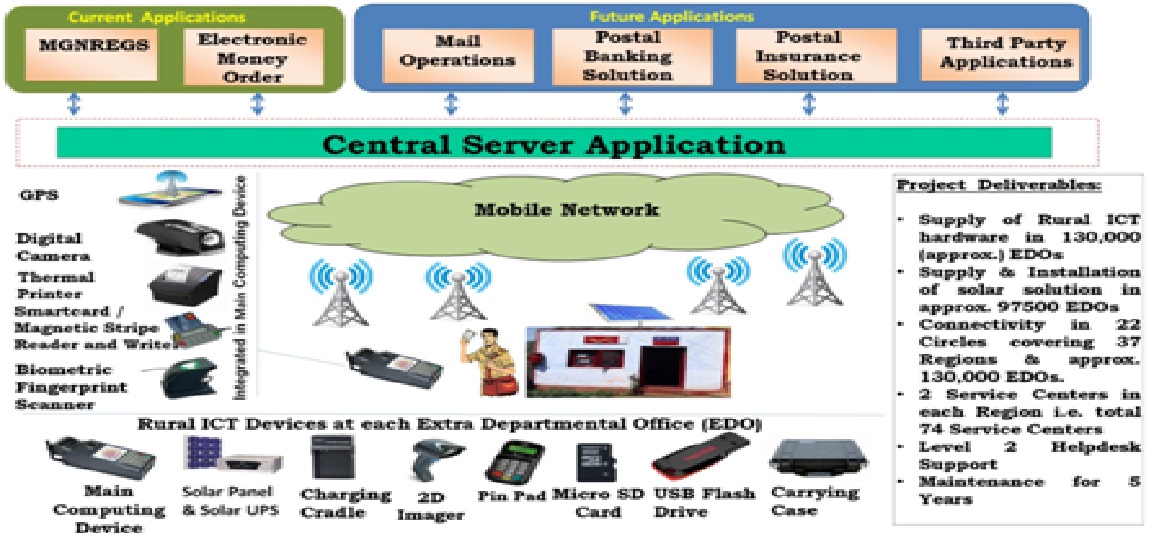 Current Applications
Future Applications
MGNREGS
Electronic
Money
Order
Mail
Operations
Postal
Banking
Solution
Postal
Insurance
Solution
Third Party
Applications
Central Server Application
GPS
Digital
Camera
Thermal
Printer
Smartcard /
Magnetic Stripe
Reader and Writer
Biometric
Fingerprint
Scanner
Integrated in Main Computing Device
Mobile Network
Project Deliverables:
• Supply of Rural ICT
hardware in 130,000
(approx.) EDOs
• Supply & Installation
of solar solution in
approx. 97500 EDOs
• Connectivity in 22
Circles covering 37
Regions & approx.
130,000 EDOs.
• 2 Service Centers in
each Region i.e. total
74 Service Centers
• Level 2 Helpdesk
Support
• Maintenance for 5
Years
Rural ICT Devices at each Extra Departmental Office (EDO)
Main
Computing
Device
Solar Panel
& Solar UPS
Charging
Cradle
2D
Imager
Pin Pad
Micro SD
Card
USB Flash
Drive
Carrying
Case